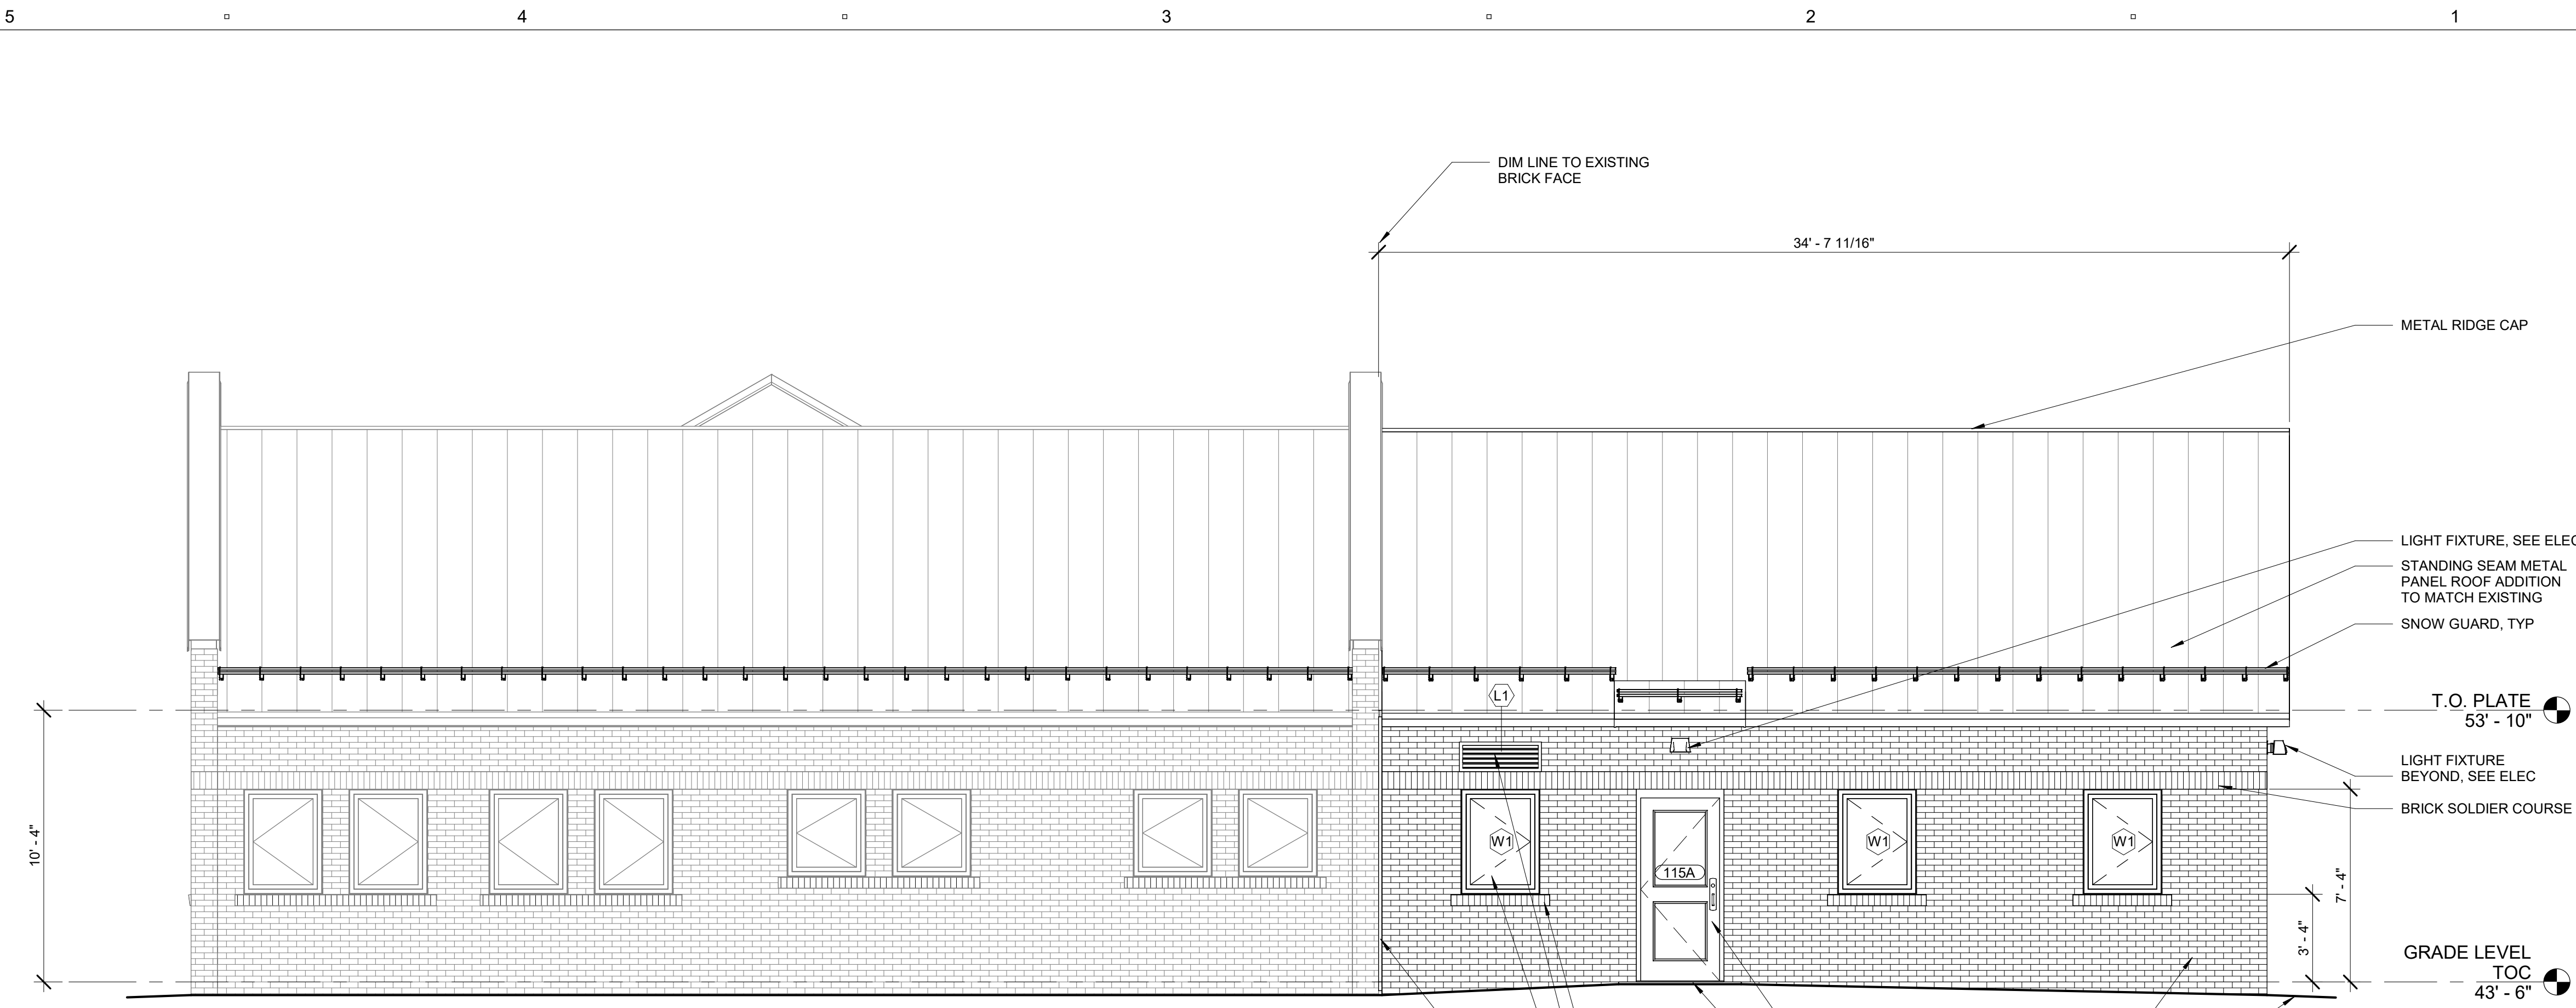 5 4 3 2 1
DIM LINE TO EXISTING
BRICK FACE
34' - 7 11/16"
METAL RIDGE CAP
LIGHT FIXTURE, SEE ELEC
STANDING SEAM METAL
PANEL ROOF ADDITION
TO MATCH EXISTING
SNOW GUARD, TYP
L1
T.O. PLATE
53' - 10"
LIGHT FIXTURE
BEYOND, SEE ELEC
BRICK SOLDIER COURSE
10' - 4"
W1
115A
W1
W1
7' - 4"
3' - 4"
GRADE LEVEL
TOC
43' - 6"